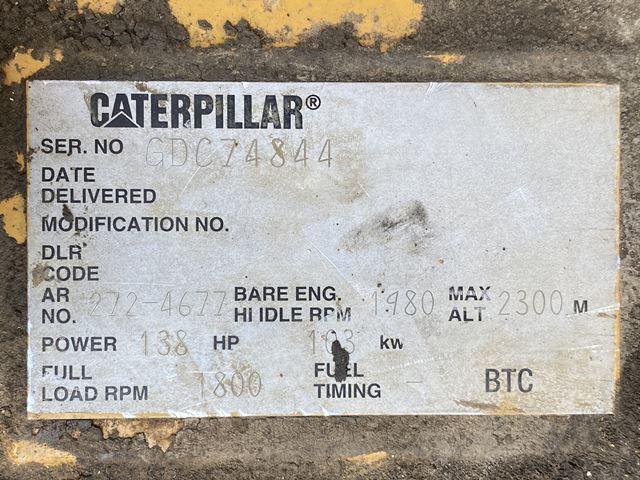 CATERPILLAR®
SER. NO GDC74844
DATE
DELIVERED
MODIFICATION NO.
DLR
CODE
AR
NO. 272-4677 BARE ENG.
HI IDLE RPM 1980 MAX
ALT 2300 M
POWER 138 HP 103 kw
FULL
LOAD RPM 1800 FUEL
TIMING - BTC